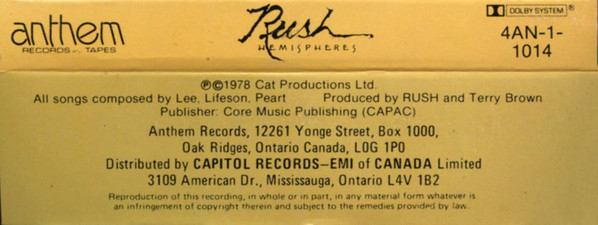 anthem
RECORDS AND TAPES
Rush
HEMISPHERES
DOLBY SYSTEM®
4AN-1-
1014
℗©1978 Cat Productions Ltd.
All songs composed by Lee, Lifeson, Peart Produced by RUSH and Terry Brown
Publisher: Core Music Publishing (CAPAC)
Anthem Records, 12261 Yonge Street, Box 1000,
Oak Ridges, Ontario Canada, L0G 1P0
Distributed by CAPITOL RECORDS—EMI of CANADA Limited
3109 American Dr., Mississauga, Ontario L4V 1B2
Reproduction of this recording, in whole or in part, in any material form whatever is
an infringement of copyright therein and subject to the remedies provided by law.